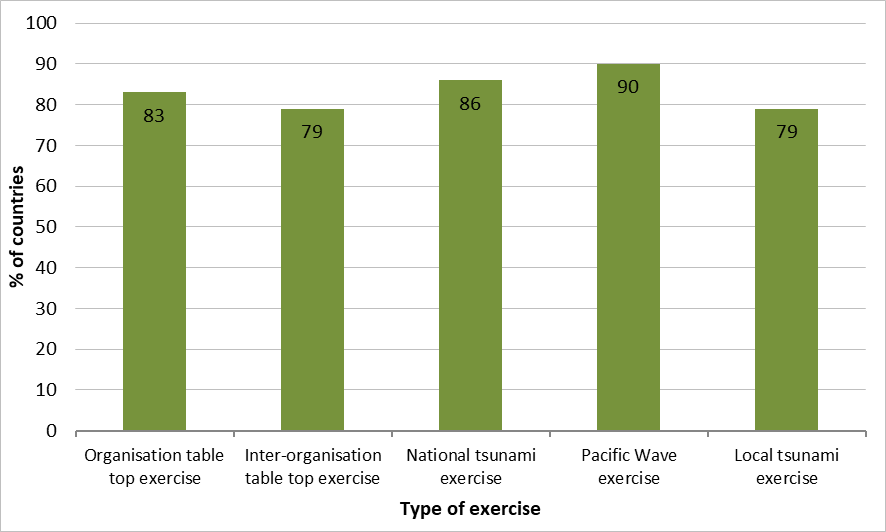 100
90
80
70
60
50
40
30
20
10
0
% of countries
83
79
86
90
79
Organisation table
top exercise
Inter-organisation
table top exercise
National tsunami
exercise
Pacific Wave
exercise
Local tsunami
exercise
Type of exercise